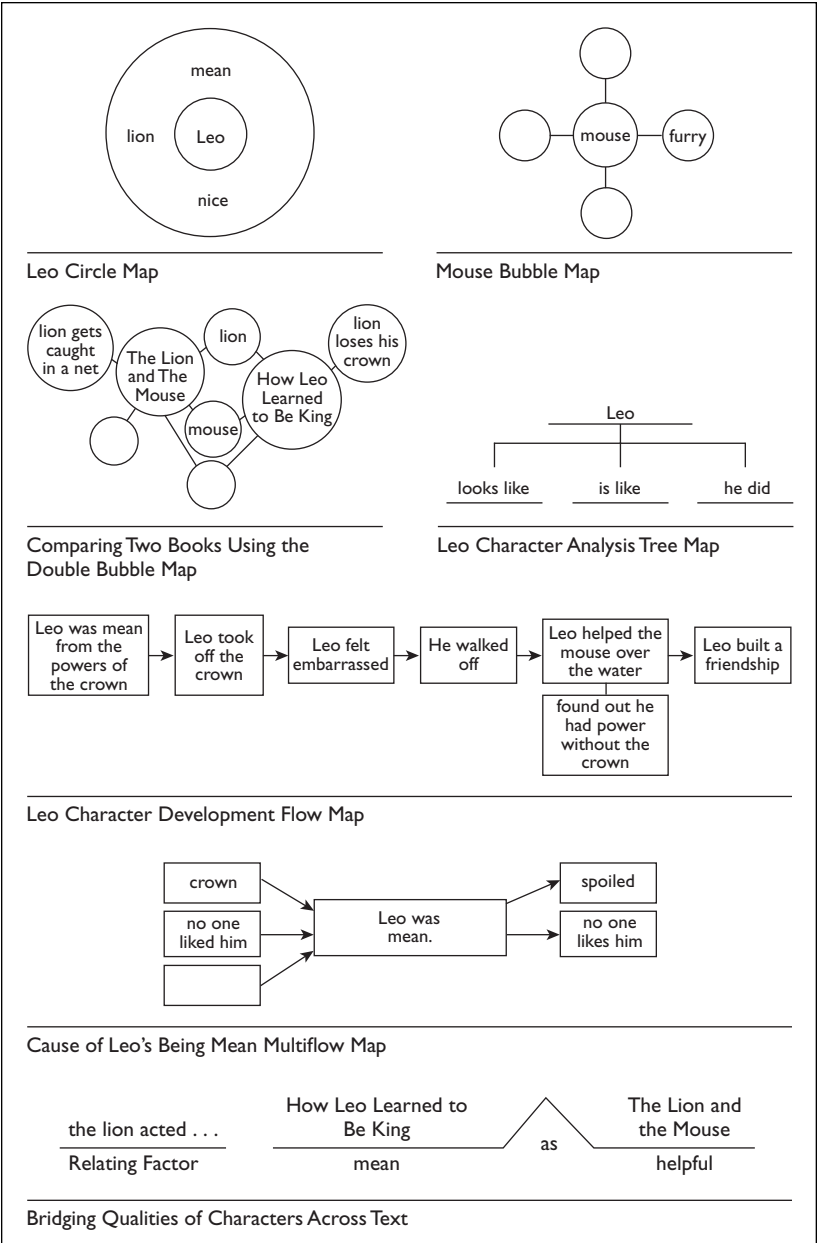 mean
lion
Leo
nice
Leo Circle Map
mouse
furry
Mouse Bubble Map
lion gets
caught
in a net
The Lion
and The
Mouse
lion
mouse
How Leo
Learned
to Be King
lion
loses his
crown
Comparing Two Books Using the
Double Bubble Map
Leo
looks like
is like
he did
Leo Character Analysis Tree Map
Leo was mean
from the
powers of
the crown
Leo took
off the
crown
Leo felt
embarrassed
He walked
off
Leo helped the
mouse over
the water
found out he
had power
without the
crown
Leo built a
friendship
Leo Character Development Flow Map
crown
no one
liked him
Leo was
mean.
spoiled
no one
likes him
Cause of Leo's Being Mean Multiflow Map
the lion acted . . .
Relating Factor
How Leo Learned to
Be King
mean
as
The Lion and
the Mouse
helpful
Bridging Qualities of Characters Across Text